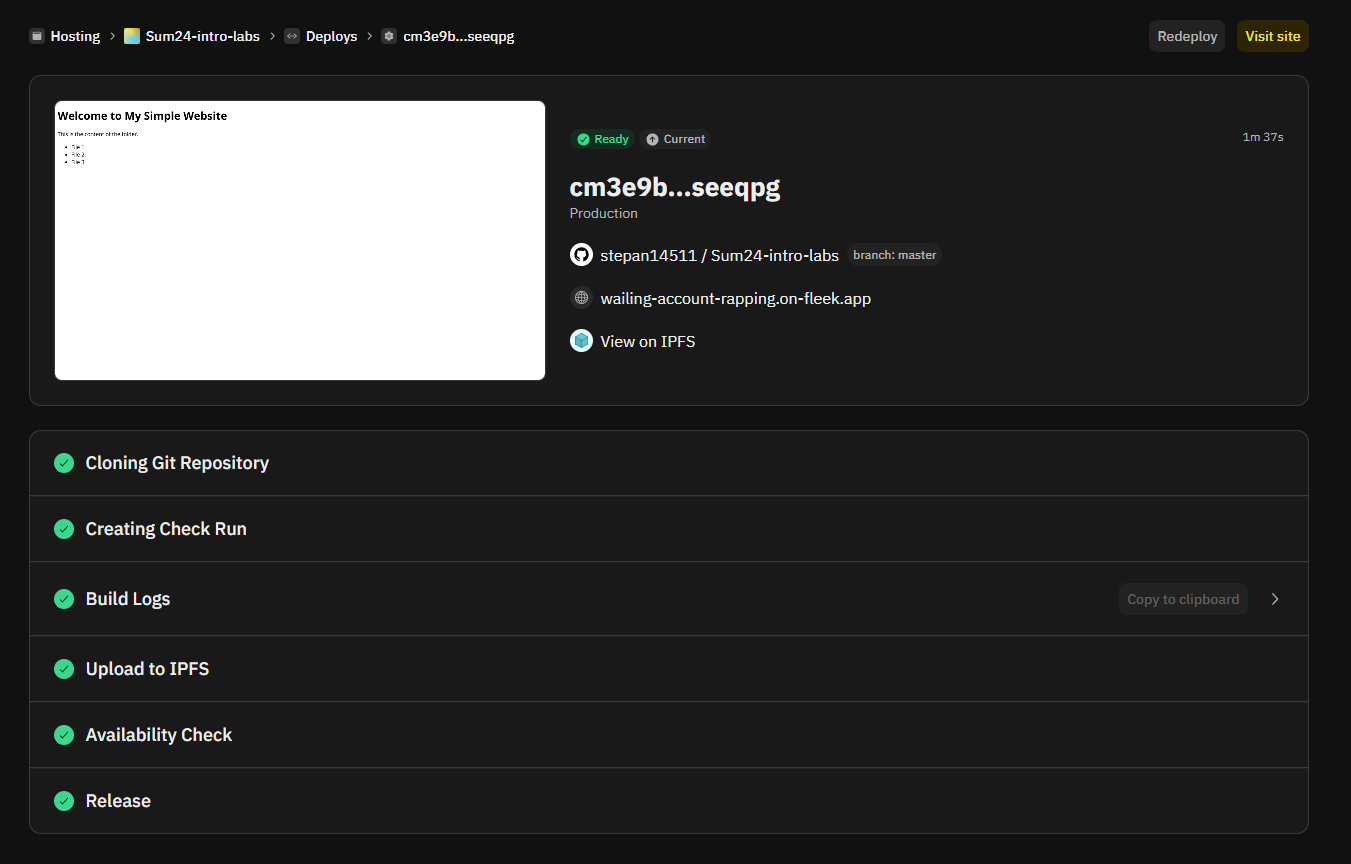 Hosting > Sum24-intro-labs > Deploys > cm3e9b...seeqpg
Redeploy
Visit site
Welcome to My Simple Website
This is the content of the folder.
File 1
File 2
File 3
Ready
Current
1m 37s
cm3e9b...seeqpg
Production
stepan14511 / Sum24-intro-labs
branch: master
wailing-account-rapping.on-fleek.app
View on IPFS
Cloning Git Repository
Creating Check Run
Build Logs
Copy to clipboard
Upload to IPFS
Availability Check
Release